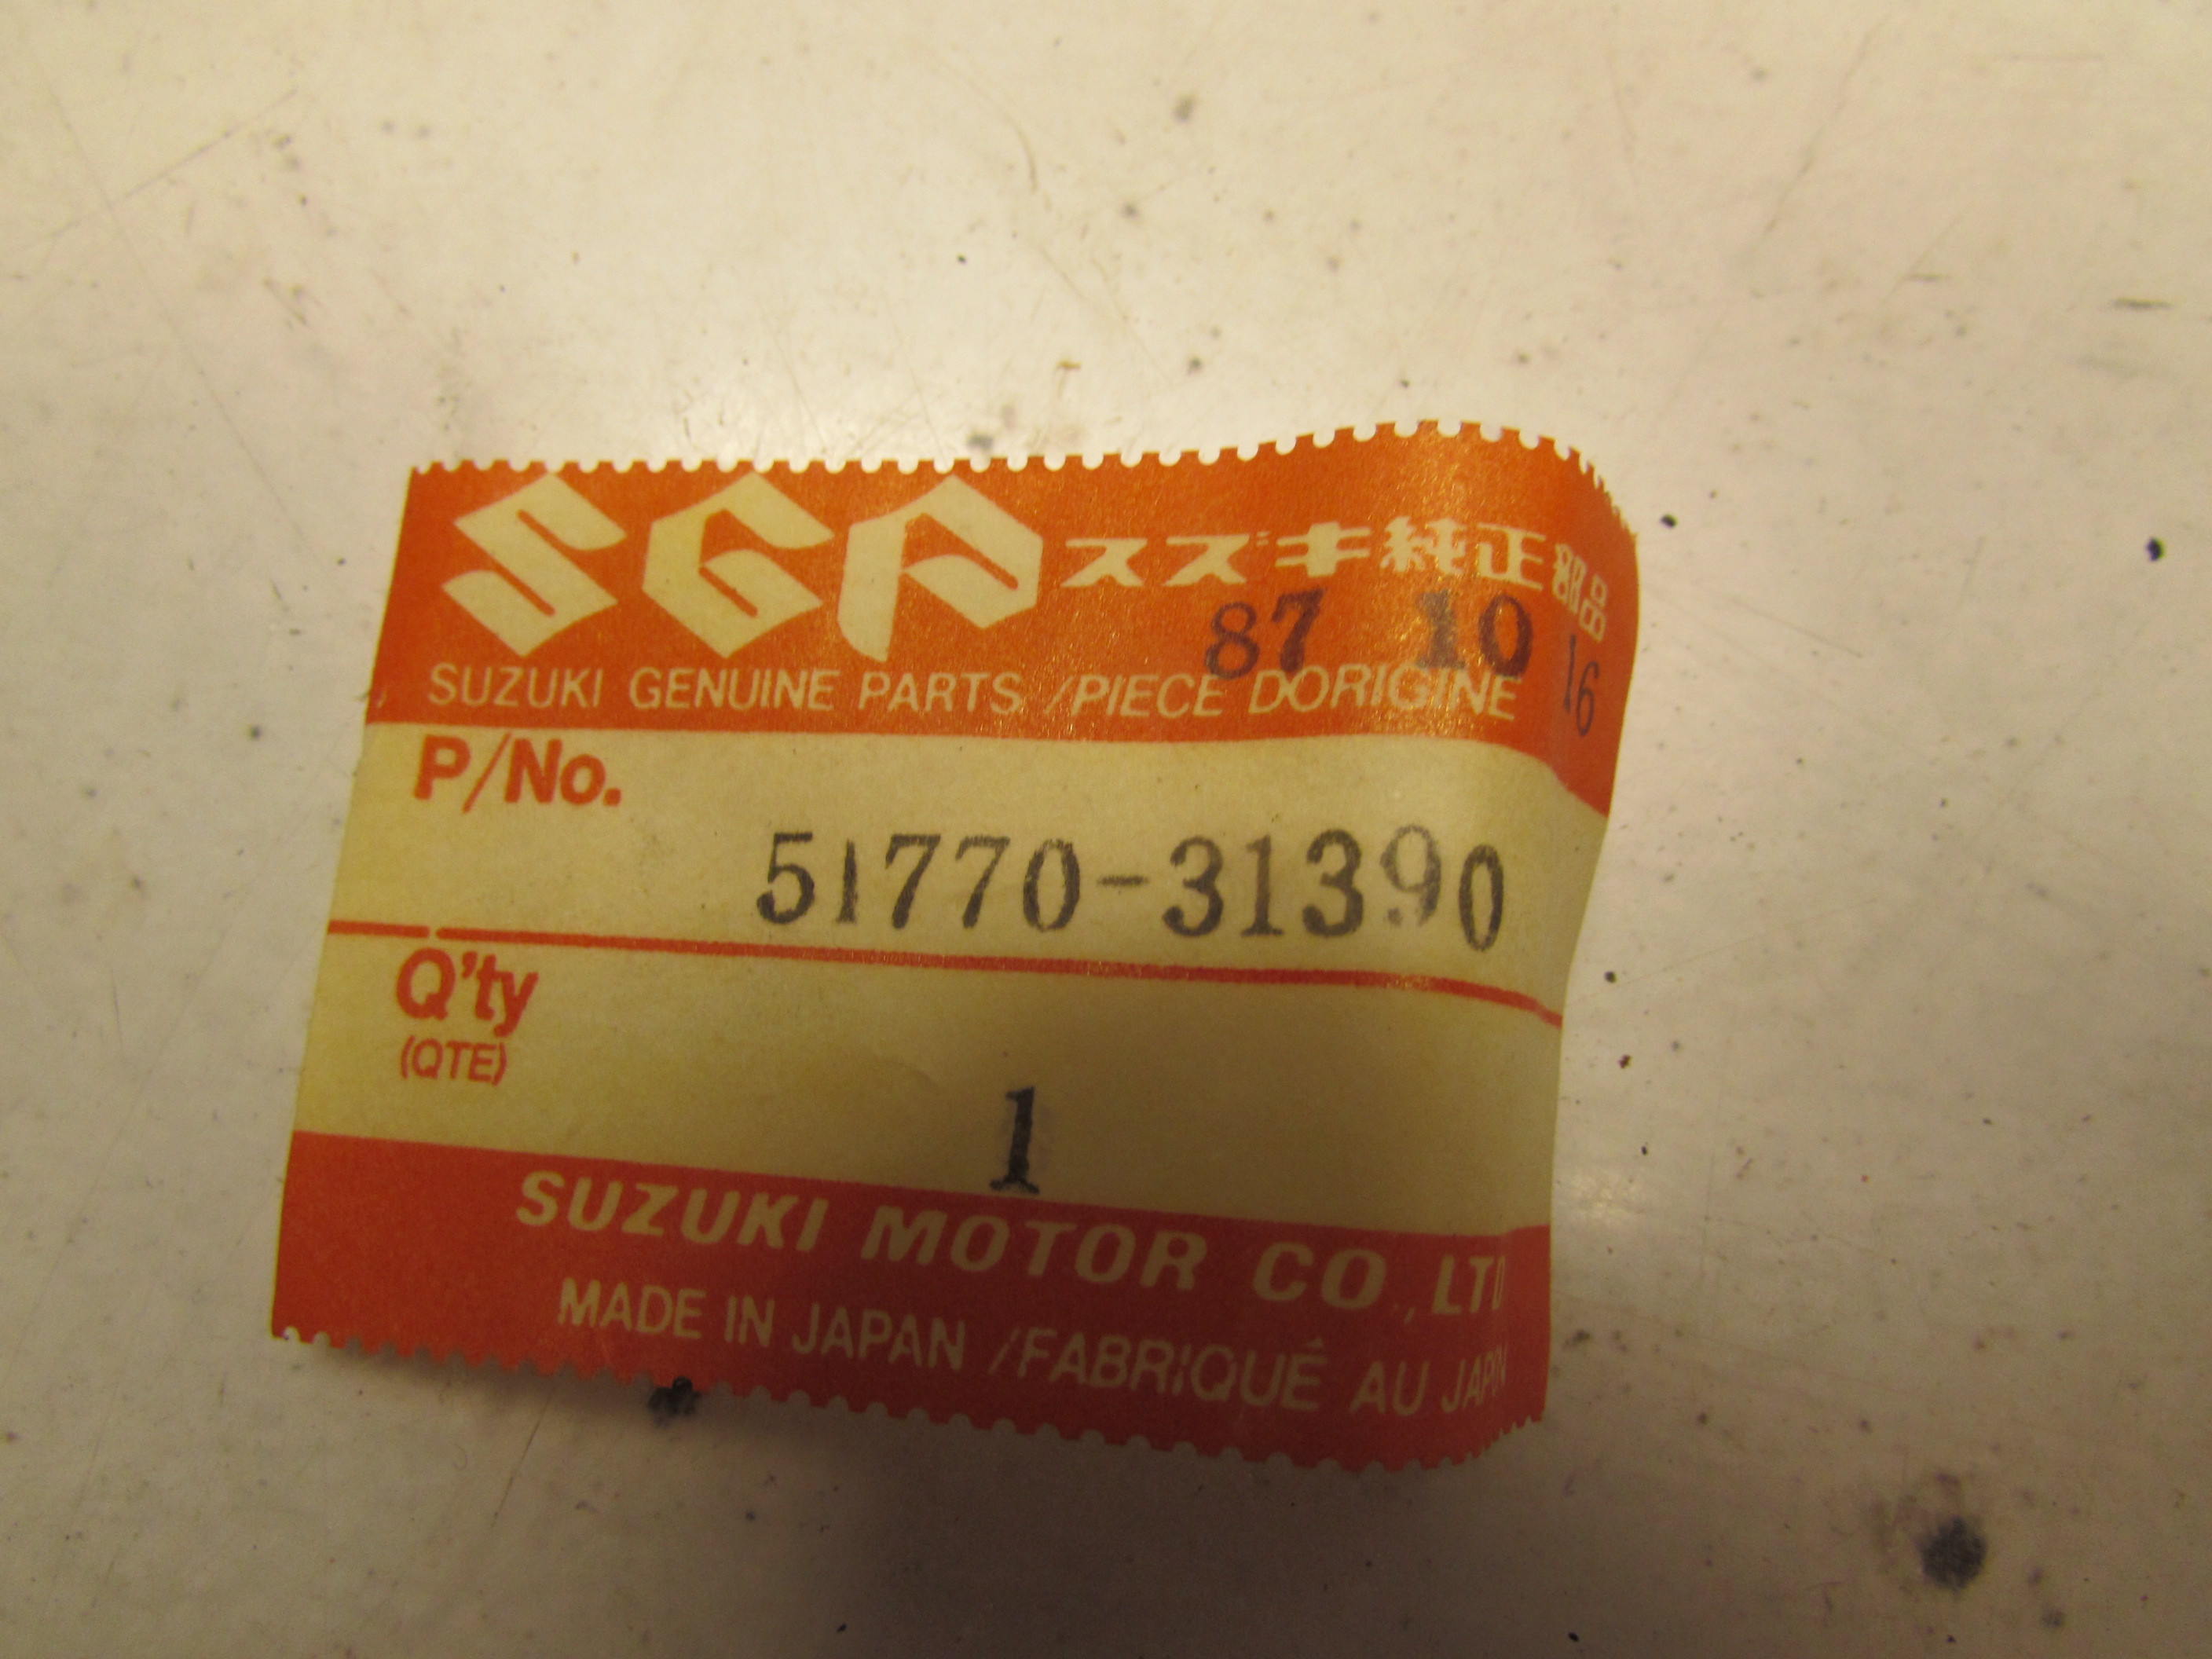 SGP スズキ純正部品
87 10 16
SUZUKI GENUINE PARTS /PIECE DORIGINE
P/No.
51770-31390
Q'ty
(QTE)
1
SUZUKI MOTOR CO., LTD
MADE IN JAPAN /FABRIQUÉ AU JAPON